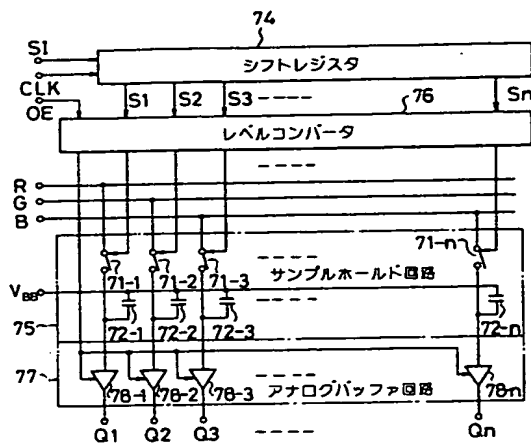 74
SI
シフトレジスタ
CLK
OE
S1 S2 S3 Sn
76
レベルコンバータ
R
G
B
71-1 71-2 71-3 71-n
サンプルホールド回路
VBB
72-1 72-2 72-3 72-n
75
77
78-1 78-2 78-3 78-n
アナログバッファ回路
Q1 Q2 Q3 Qn